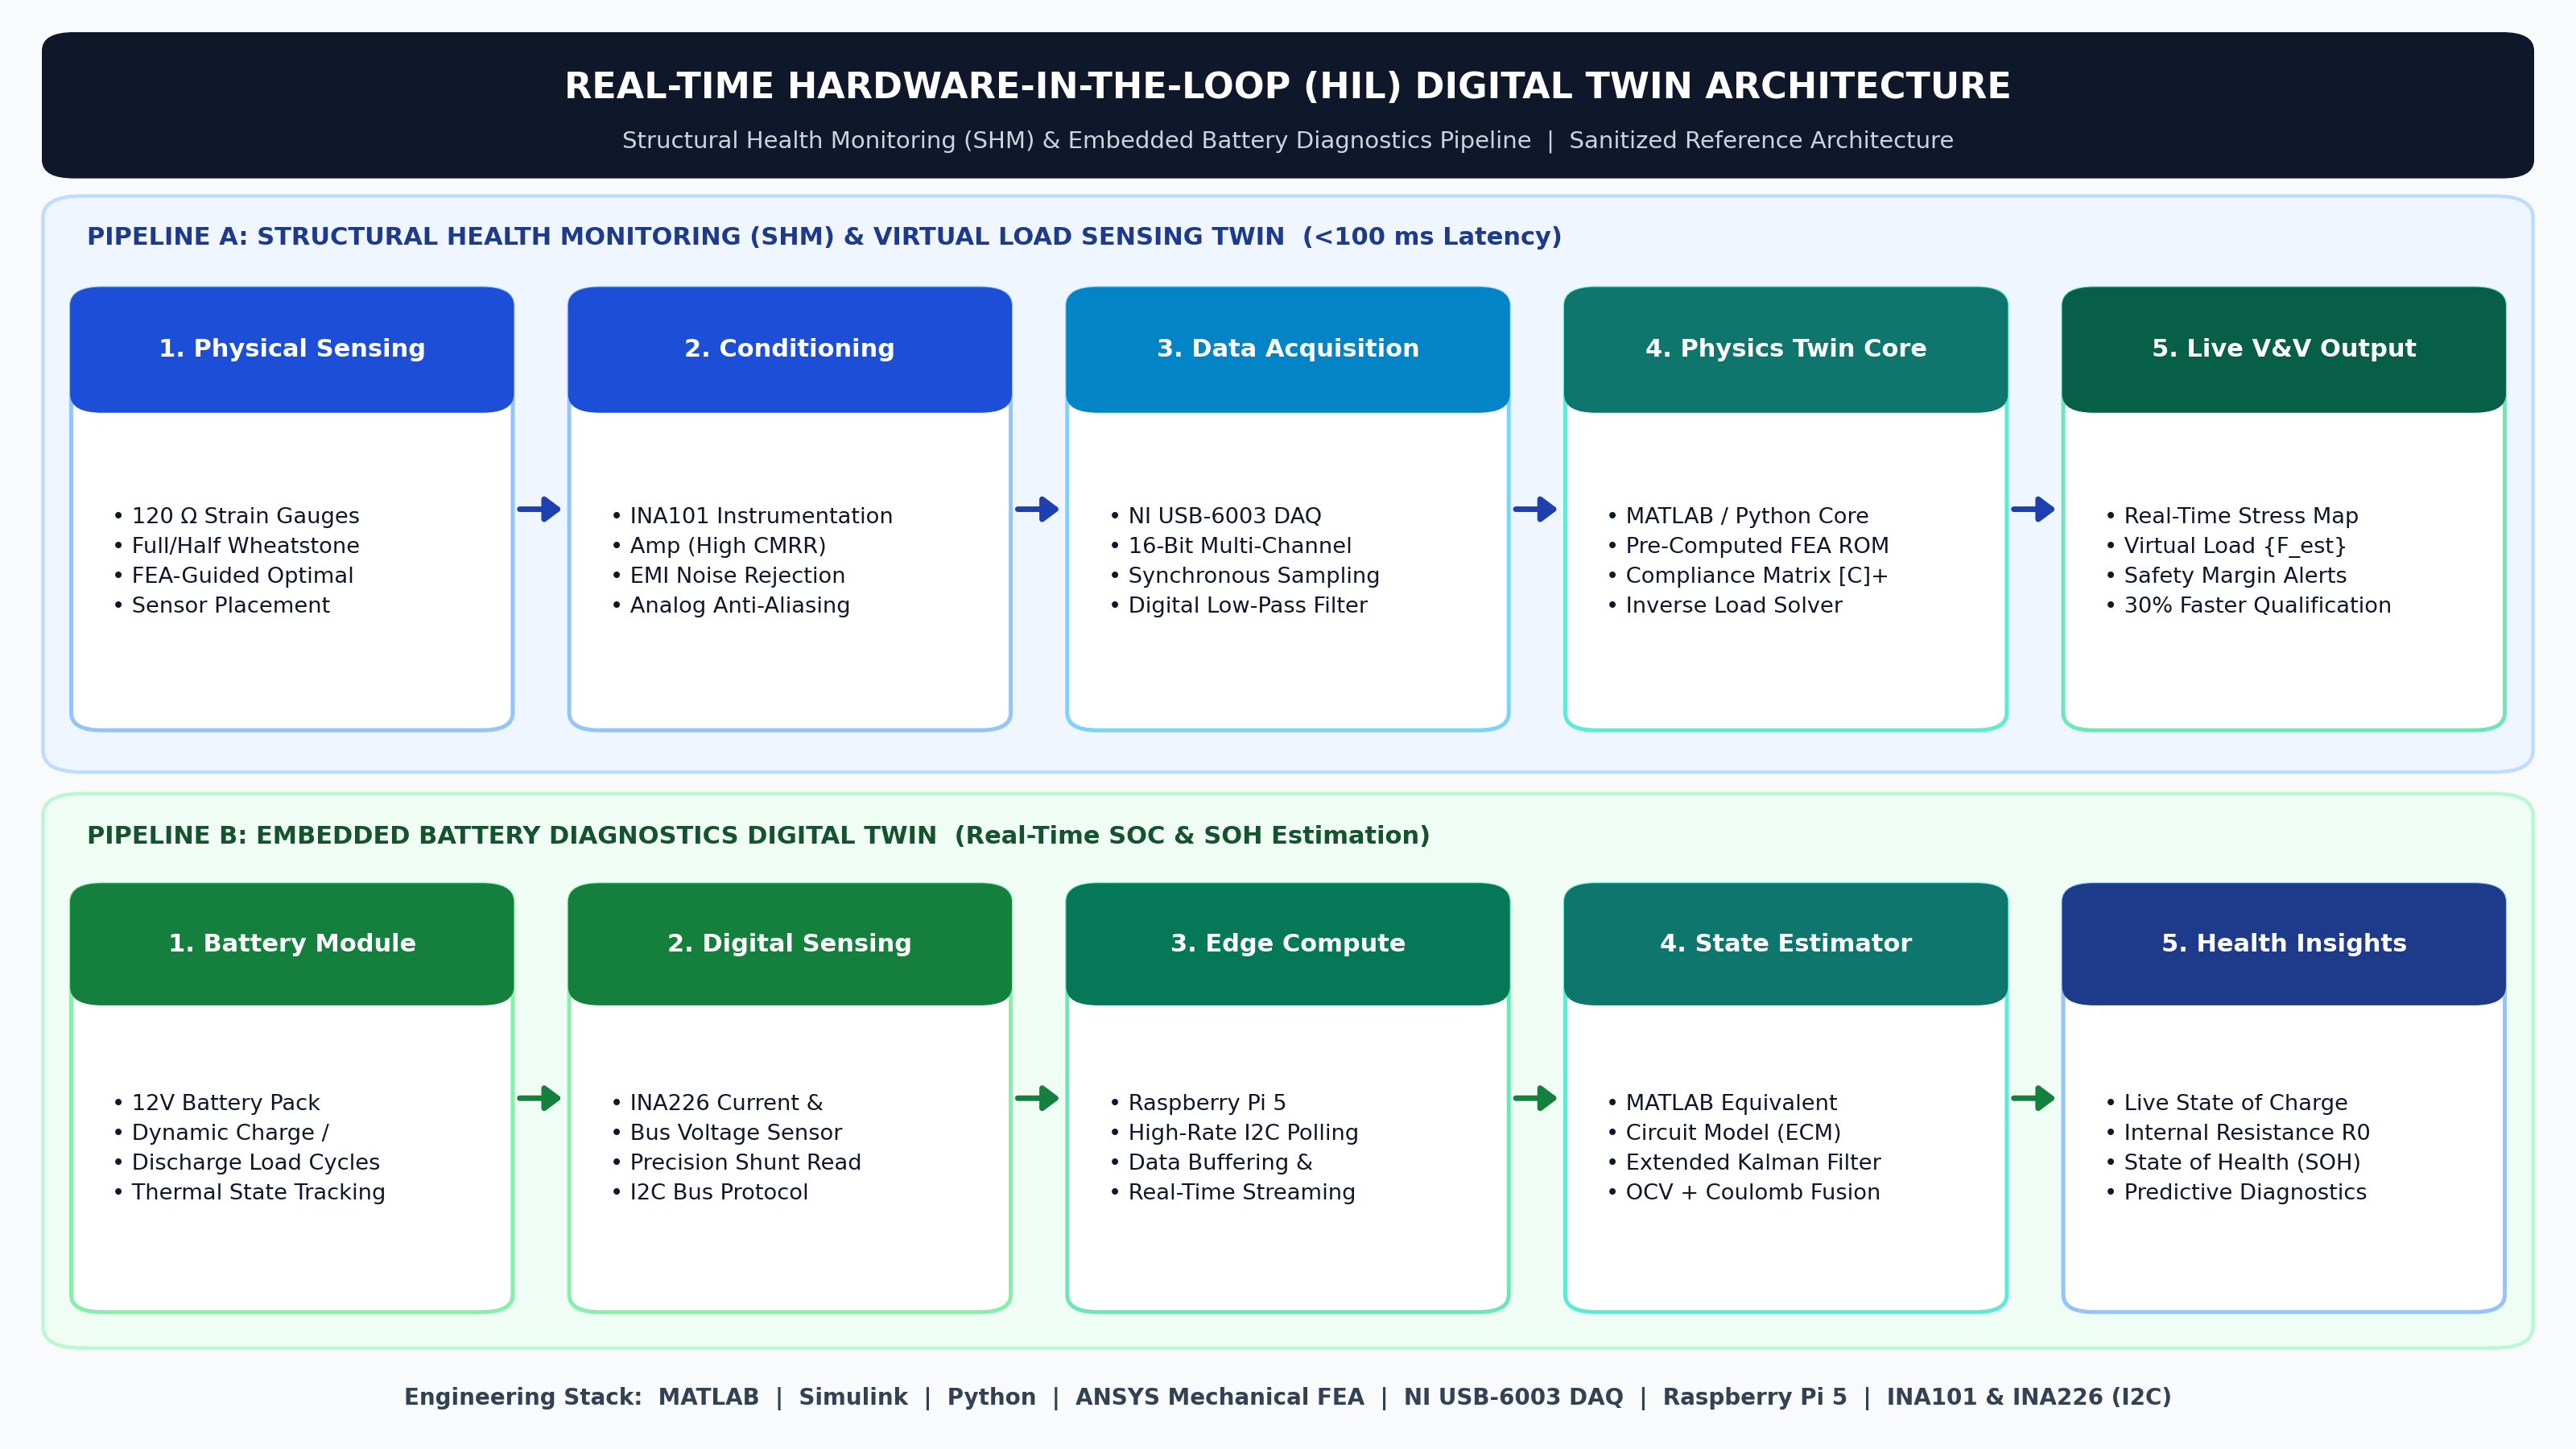 REAL-TIME HARDWARE-IN-THE-LOOP (HIL) DIGITAL TWIN ARCHITECTURE
Structural Health Monitoring (SHM) & Embedded Battery Diagnostics Pipeline | Sanitized Reference Architecture
PIPELINE A: STRUCTURAL HEALTH MONITORING (SHM) & VIRTUAL LOAD SENSING TWIN (<100 ms Latency)
1. Physical Sensing
• 120 Ω Strain Gauges
• Full/Half Wheatstone
• FEA-Guided Optimal
• Sensor Placement
2. Conditioning
• INA101 Instrumentation
• Amp (High CMRR)
• EMI Noise Rejection
• Analog Anti-Aliasing
3. Data Acquisition
• NI USB-6003 DAQ
• 16-Bit Multi-Channel
• Synchronous Sampling
• Digital Low-Pass Filter
4. Physics Twin Core
• MATLAB / Python Core
• Pre-Computed FEA ROM
• Compliance Matrix [C]+
• Inverse Load Solver
5. Live V&V Output
• Real-Time Stress Map
• Virtual Load {F_est}
• Safety Margin Alerts
• 30% Faster Qualification
PIPELINE B: EMBEDDED BATTERY DIAGNOSTICS DIGITAL TWIN (Real-Time SOC & SOH Estimation)
1. Battery Module
• 12V Battery Pack
• Dynamic Charge /
• Discharge Load Cycles
• Thermal State Tracking
2. Digital Sensing
• INA226 Current &
• Bus Voltage Sensor
• Precision Shunt Read
• I2C Bus Protocol
3. Edge Compute
• Raspberry Pi 5
• High-Rate I2C Polling
• Data Buffering &
• Real-Time Streaming
4. State Estimator
• MATLAB Equivalent
• Circuit Model (ECM)
• Extended Kalman Filter
• OCV + Coulomb Fusion
5. Health Insights
• Live State of Charge
• Internal Resistance R0
• State of Health (SOH)
• Predictive Diagnostics
Engineering Stack: MATLAB | Simulink | Python | ANSYS Mechanical FEA | NI USB-6003 DAQ | Raspberry Pi 5 | INA101 & INA226 (I2C)